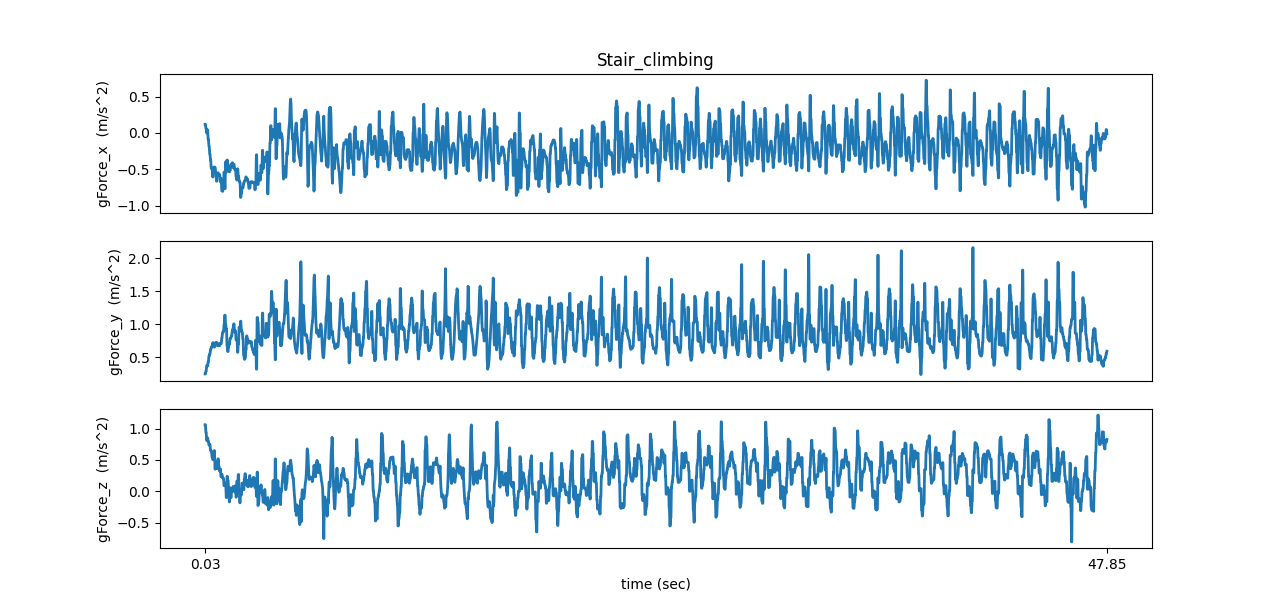 Stair_climbing
gForce_x (m/s^2)
0.5
0.0
−0.5
−1.0
gForce_y (m/s^2)
2.0
1.5
1.0
0.5
gForce_z (m/s^2)
1.0
0.5
0.0
−0.5
0.03
47.85
time (sec)